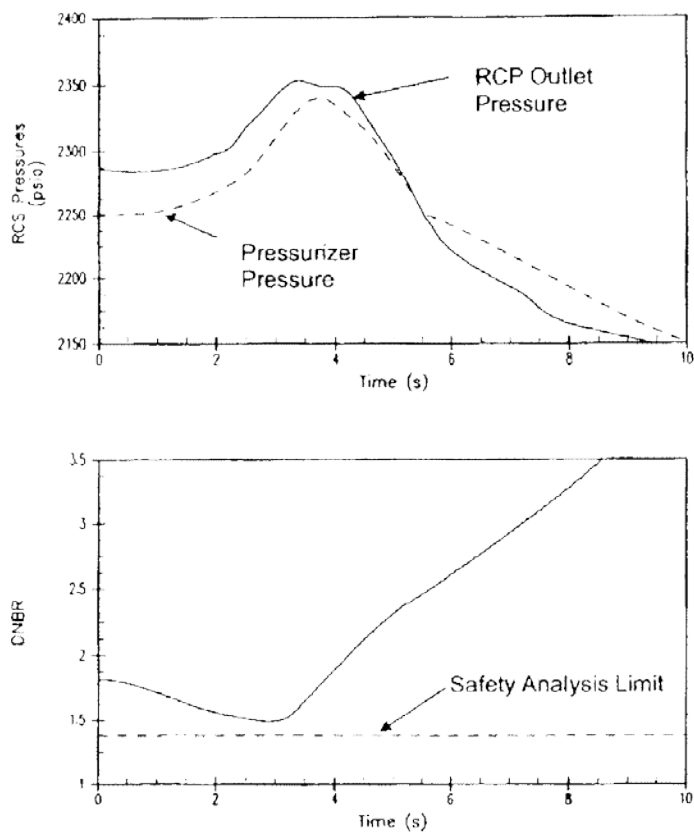 2400
2350
2300
2250
2200
2150
RCS Pressures
(psia)
RCP Outlet
Pressure
Pressurizer
Pressure
0
2
4
6
8
10
Time (s)
3.5
3
2.5
2
1.5
1
DNBR
Safety Analysis Limit
0
2
4
6
8
10
Time (s)